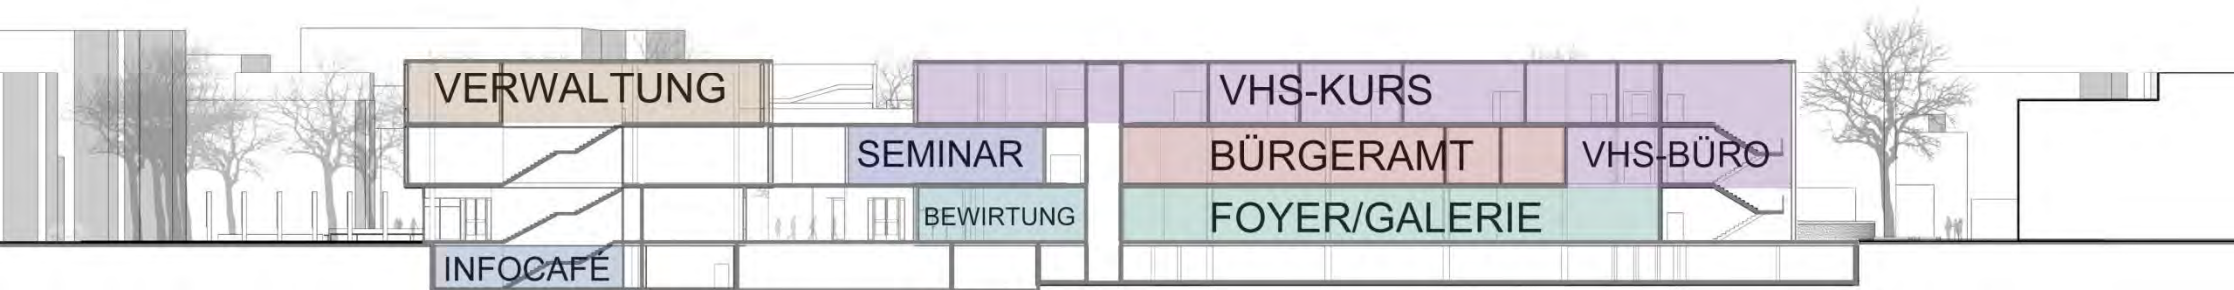 VERWALTUNG
VHS-KURS
SEMINAR
BÜRGERAMT
VHS-BÜRO
BEWIRTUNG
FOYER/GALERIE
INFOCAFÉ